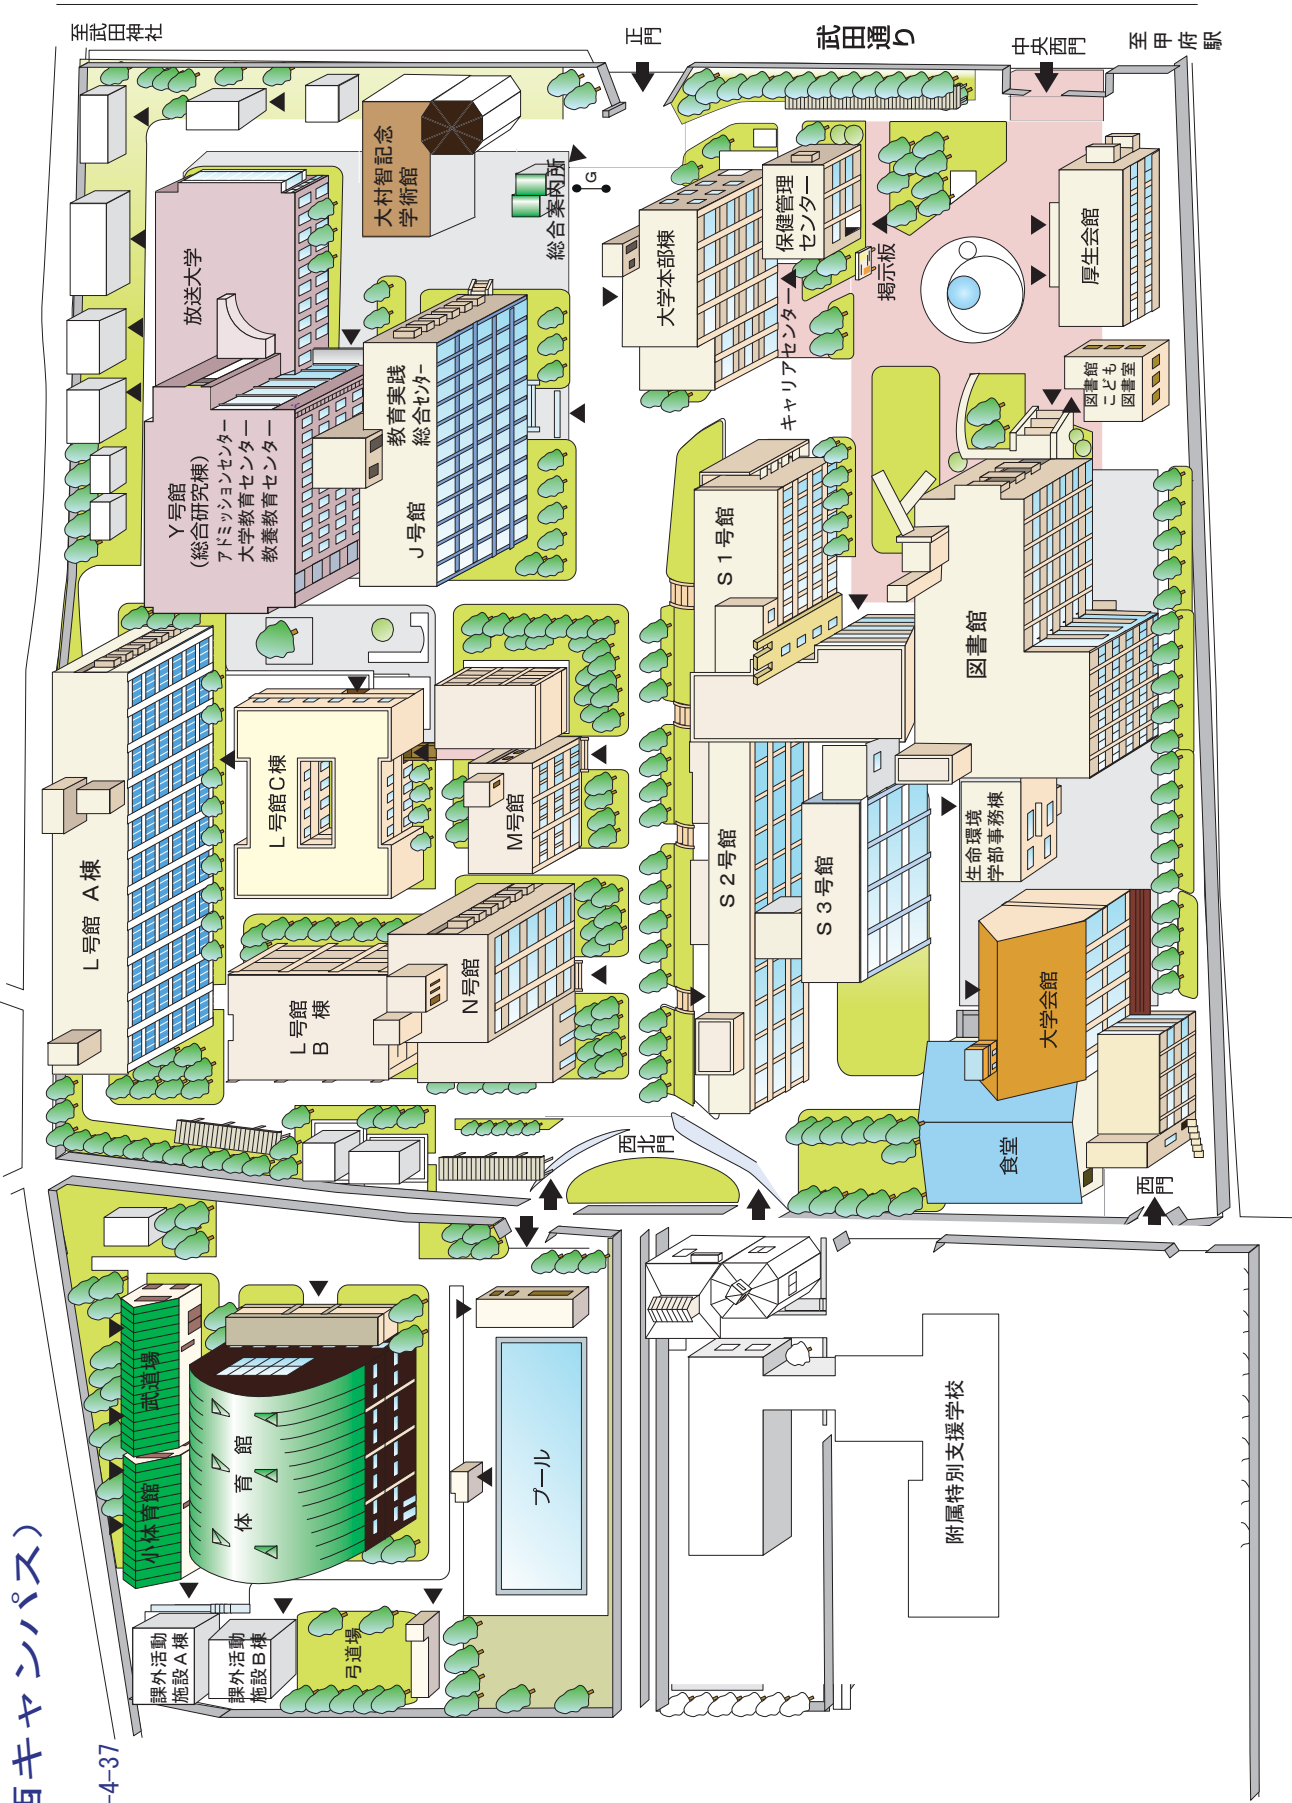 キャンパス）
-4-37
至武田神社
正門
武田通り
中央西門
至甲府駅
大村智記念
学術館
総合案内所
G
放送大学
Y号館
（総合研究棟）
アドミッションセンター
大学教育センター
教養教育センター
教育実践
総合センター
J号館
大学本部棟
保健管理
センター
キャリアセンター
掲示板
厚生会館
図書館
こども
図書室
S1号館
図書館
L号館 A棟
L号館C棟
M号館
L号館
B棟
N号館
S2号館
S3号館
生命環境
学部事務棟
大学会館
食堂
西北門
西門
武道場
小体育館
体育館
プール
課外活動
施設A棟
課外活動
施設B棟
弓道場
附属特別支援学校